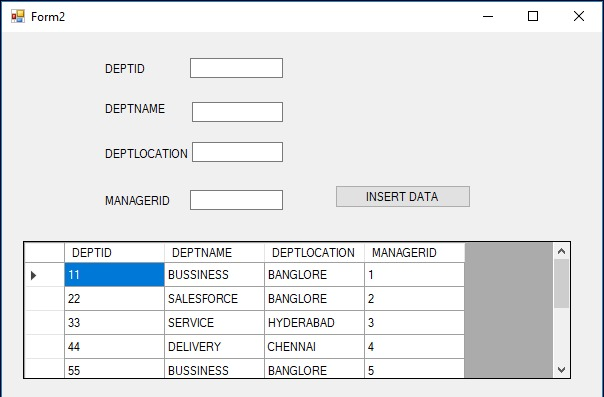 Form2
DEPTID
DEPTNAME
DEPTLOCATION
MANAGERID
INSERT DATA
DEPTID DEPTNAME DEPTLOCATION MANAGERID
11 BUSSINESS BANGLORE 1
22 SALESFORCE BANGLORE 2
33 SERVICE HYDERABAD 3
44 DELIVERY CHENNAI 4
55 BUSSINESS BANGLORE 5